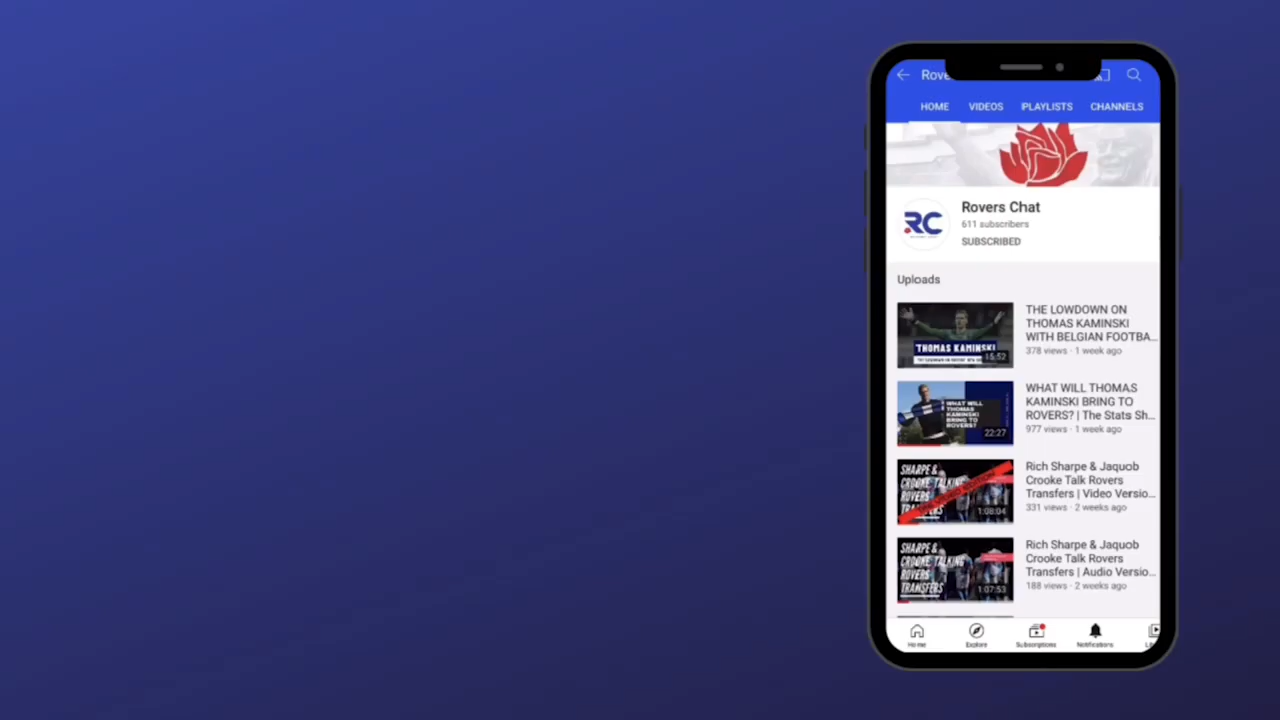 Rove
HOME VIDEOS PLAYLISTS CHANNELS
RC
Rovers Chat
611 subscribers
SUBSCRIBED
Uploads
THOMAS KAMINSKI
15:52
THE LOWDOWN ON
THOMAS KAMINSKI
WITH BELGIAN FOOTBA...
378 views · 1 week ago
WHAT WILL
THOMAS
KAMINSKI
BRING TO
ROVERS?
22:27
WHAT WILL THOMAS
KAMINSKI BRING TO
ROVERS? | The Stats Sh...
977 views · 1 week ago
SHARPE &
CROOKE TALKING
ROVERS
1:08:04
Rich Sharpe & Jaquob
Crooke Talk Rovers
Transfers | Video Versio...
331 views · 2 weeks ago
SHARPE &
CROOKE TALKING
ROVERS
TRANSFERS
1:07:53
Rich Sharpe & Jaquob
Crooke Talk Rovers
Transfers | Audio Versio...
188 views · 2 weeks ago
Home Explore Subscriptions Notifications